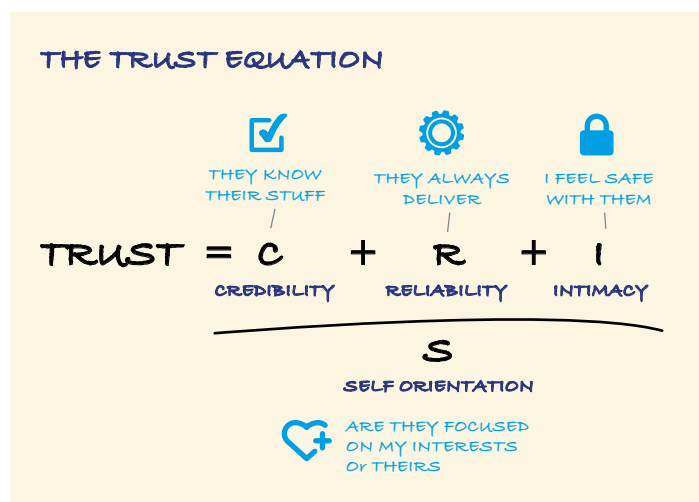 THE TRUST EQUATION
THEY KNOW
THEIR STUFF
THEY ALWAYS
DELIVER
I FEEL SAFE
WITH THEM
TRUST = C + R + I
CREDIBILITY
RELIABILITY
INTIMACY
S
SELF ORIENTATION
ARE THEY FOCUSED
ON MY INTERESTS
Or THEIRS